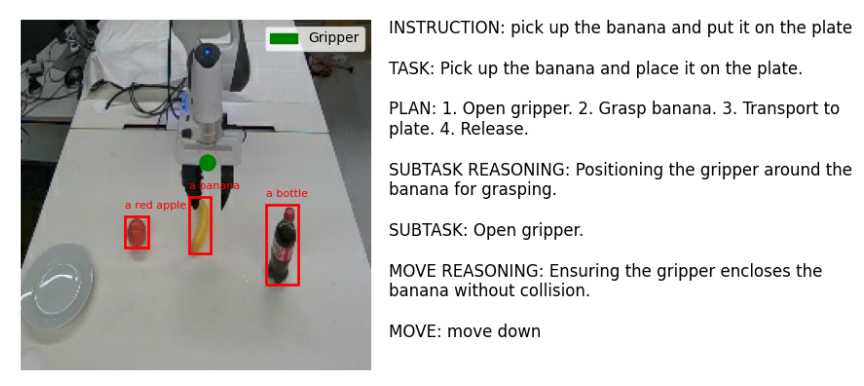 Gripper
a banana
a red apple
a bottle
INSTRUCTION: pick up the banana and put it on the plate
TASK: Pick up the banana and place it on the plate.
PLAN: 1. Open gripper. 2. Grasp banana. 3. Transport to
plate. 4. Release.
SUBTASK REASONING: Positioning the gripper around the
banana for grasping.
SUBTASK: Open gripper.
MOVE REASONING: Ensuring the gripper encloses the
banana without collision.
MOVE: move down